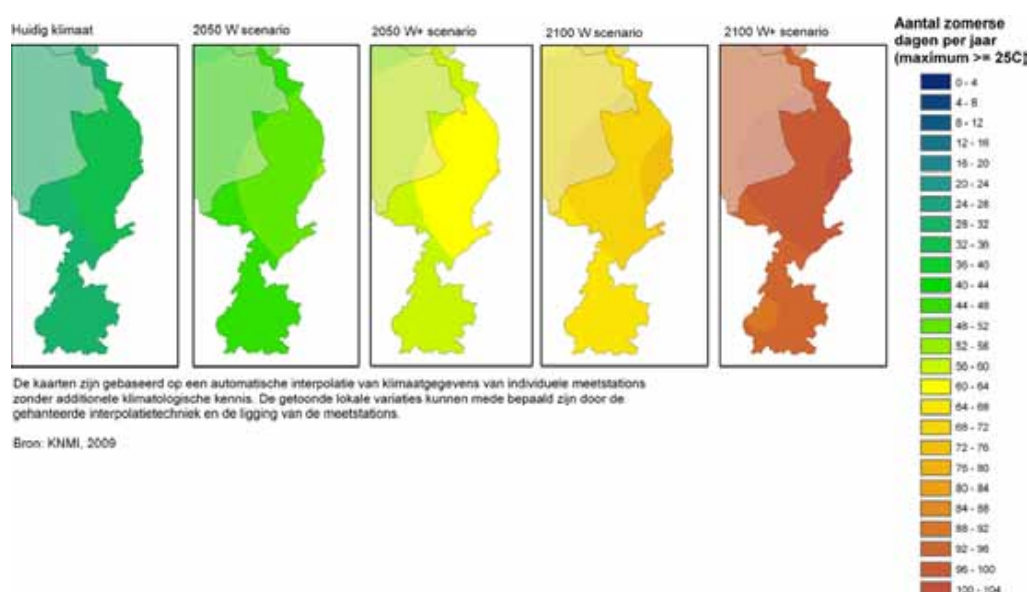 Huidig klimaat
2050 W scenario
2050 W+ scenario
2100 W scenario
2100 W+ scenario
Aantal zomerse
dagen per jaar
(maximum >= 25C)
0 - 4
4 - 8
8 - 12
12 - 16
16 - 20
20 - 24
24 - 28
28 - 32
32 - 36
36 - 40
40 - 44
44 - 48
48 - 52
52 - 56
56 - 60
60 - 64
64 - 68
68 - 72
72 - 76
76 - 80
80 - 84
84 - 88
88 - 92
92 - 96
96 - 100
100 - 104
De kaarten zijn gebaseerd op een automatische interpolatie van klimaatgegevens van individuele meetstations
zonder additionele klimatologische kennis. De getoonde lokale variaties kunnen mede bepaald zijn door de
gehanteerde interpolatietechniek en de ligging van de meetstations.
Bron: KNMI, 2009